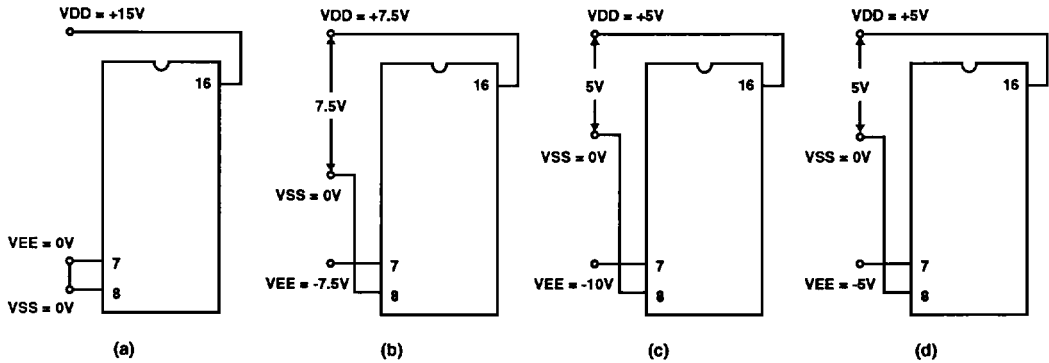 VDD = +15V
16
VEE = 0V
7
8
VSS = 0V
(a)
VDD = +7.5V
16
7.5V
VSS = 0V
7
VEE = -7.5V
8
(b)
VDD = +5V
16
5V
VSS = 0V
7
VEE = -10V
8
(c)
VDD = +5V
16
5V
VSS = 0V
7
VEE = -5V
8
(d)